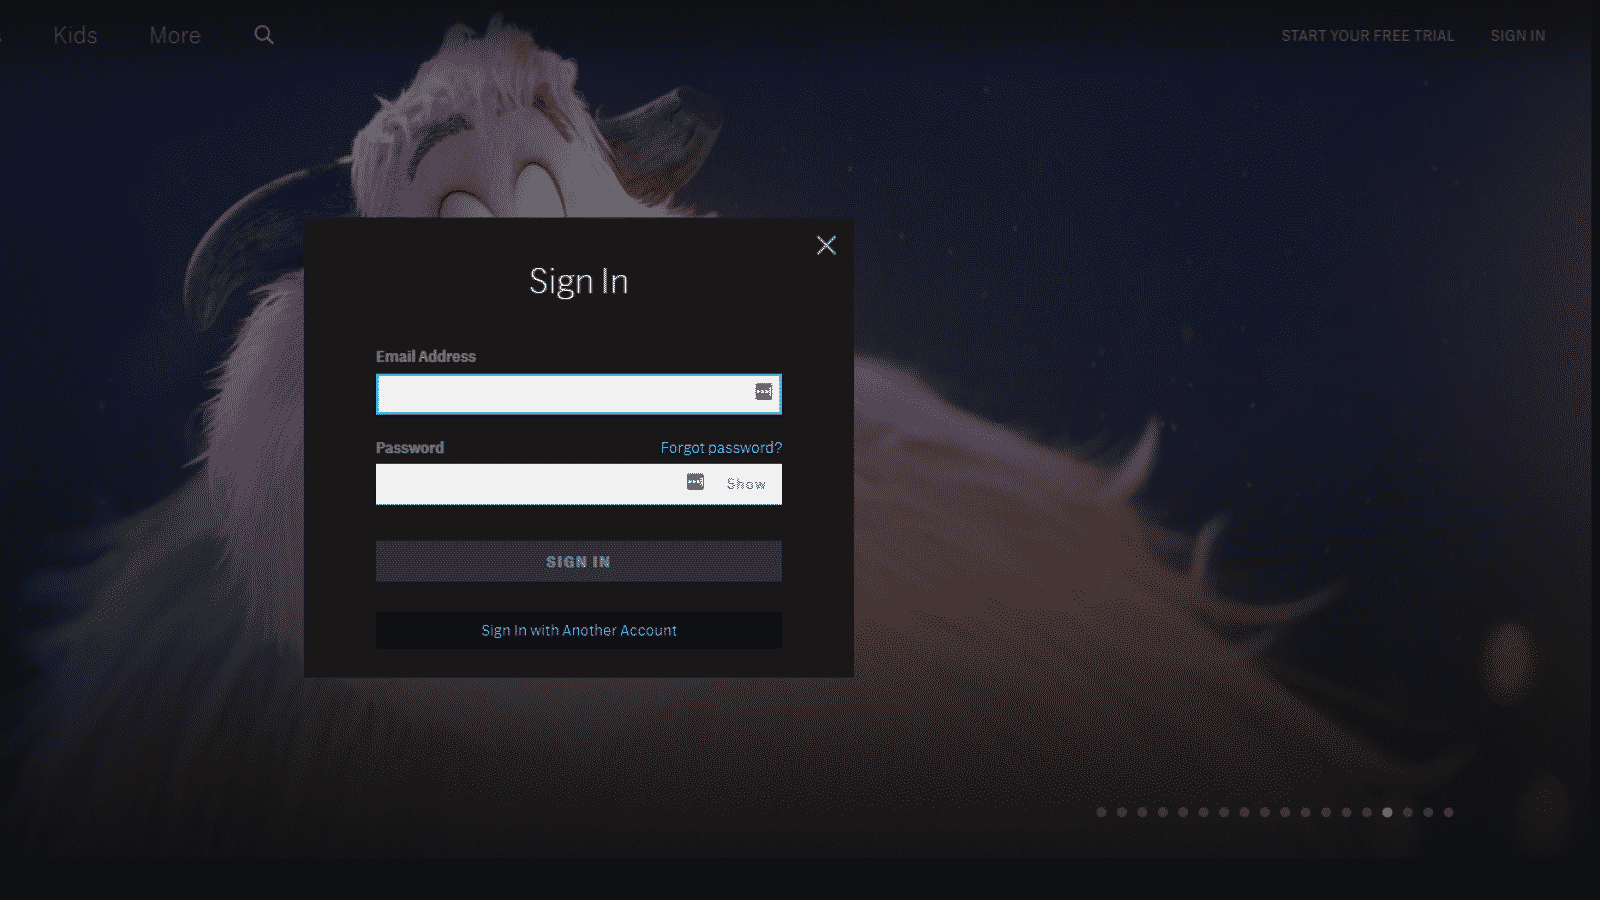 Kids More START YOUR FREE TRIAL SIGN IN
Sign In
Email Address
Password Forgot password?
Show
SIGN IN
Sign In with Another Account